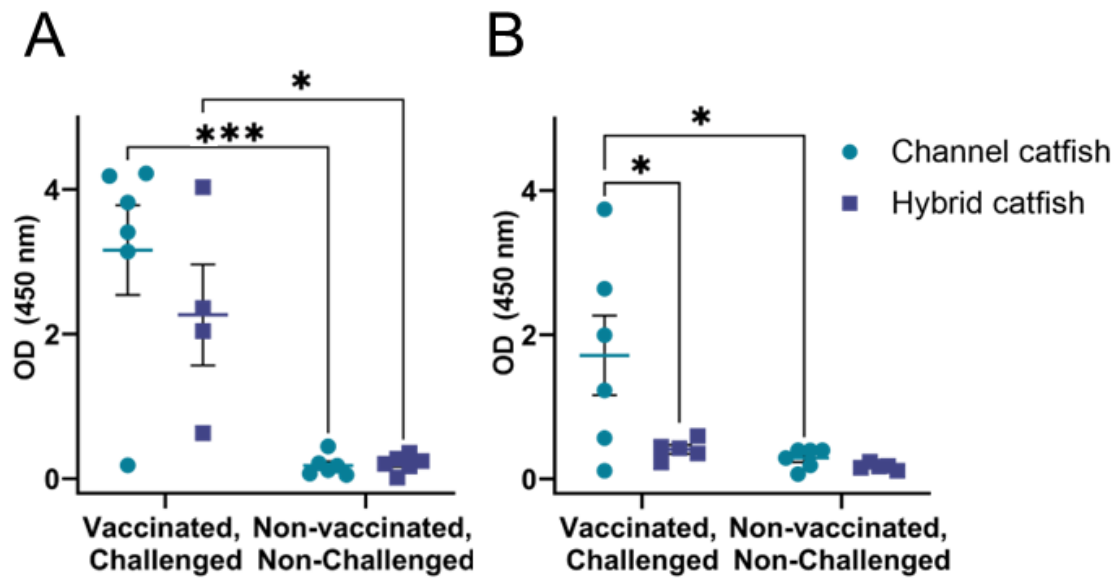 A
B
*
***
*
*
Channel catfish
Hybrid catfish
OD (450 nm)
4
2
0
OD (450 nm)
4
2
0
Vaccinated,
Challenged
Non-vaccinated,
Non-Challenged
Vaccinated,
Challenged
Non-vaccinated,
Non-Challenged